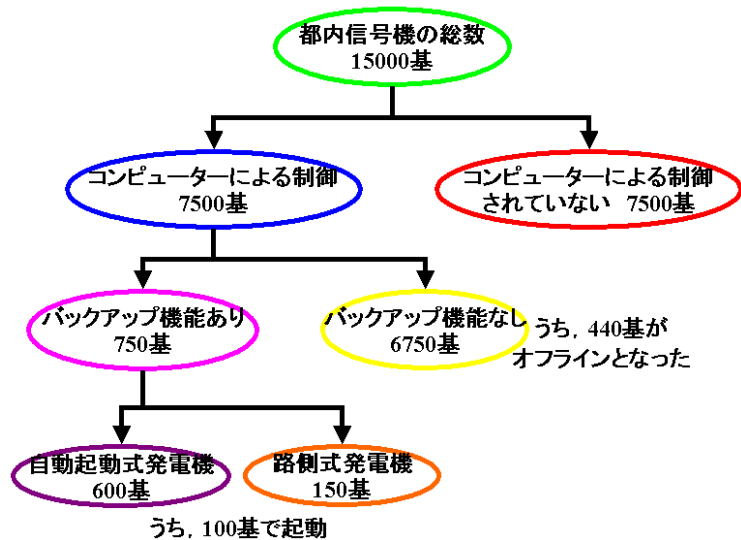 都内信号機の総数
15000基
コンピューターによる制御
7500基
コンピューターによる制御
されていない 7500基
バックアップ機能あり
750基
バックアップ機能なし
6750基
うち，440基が
オフラインとなった
自動起動式発電機
600基
路側式発電機
150基
うち，100基で起動